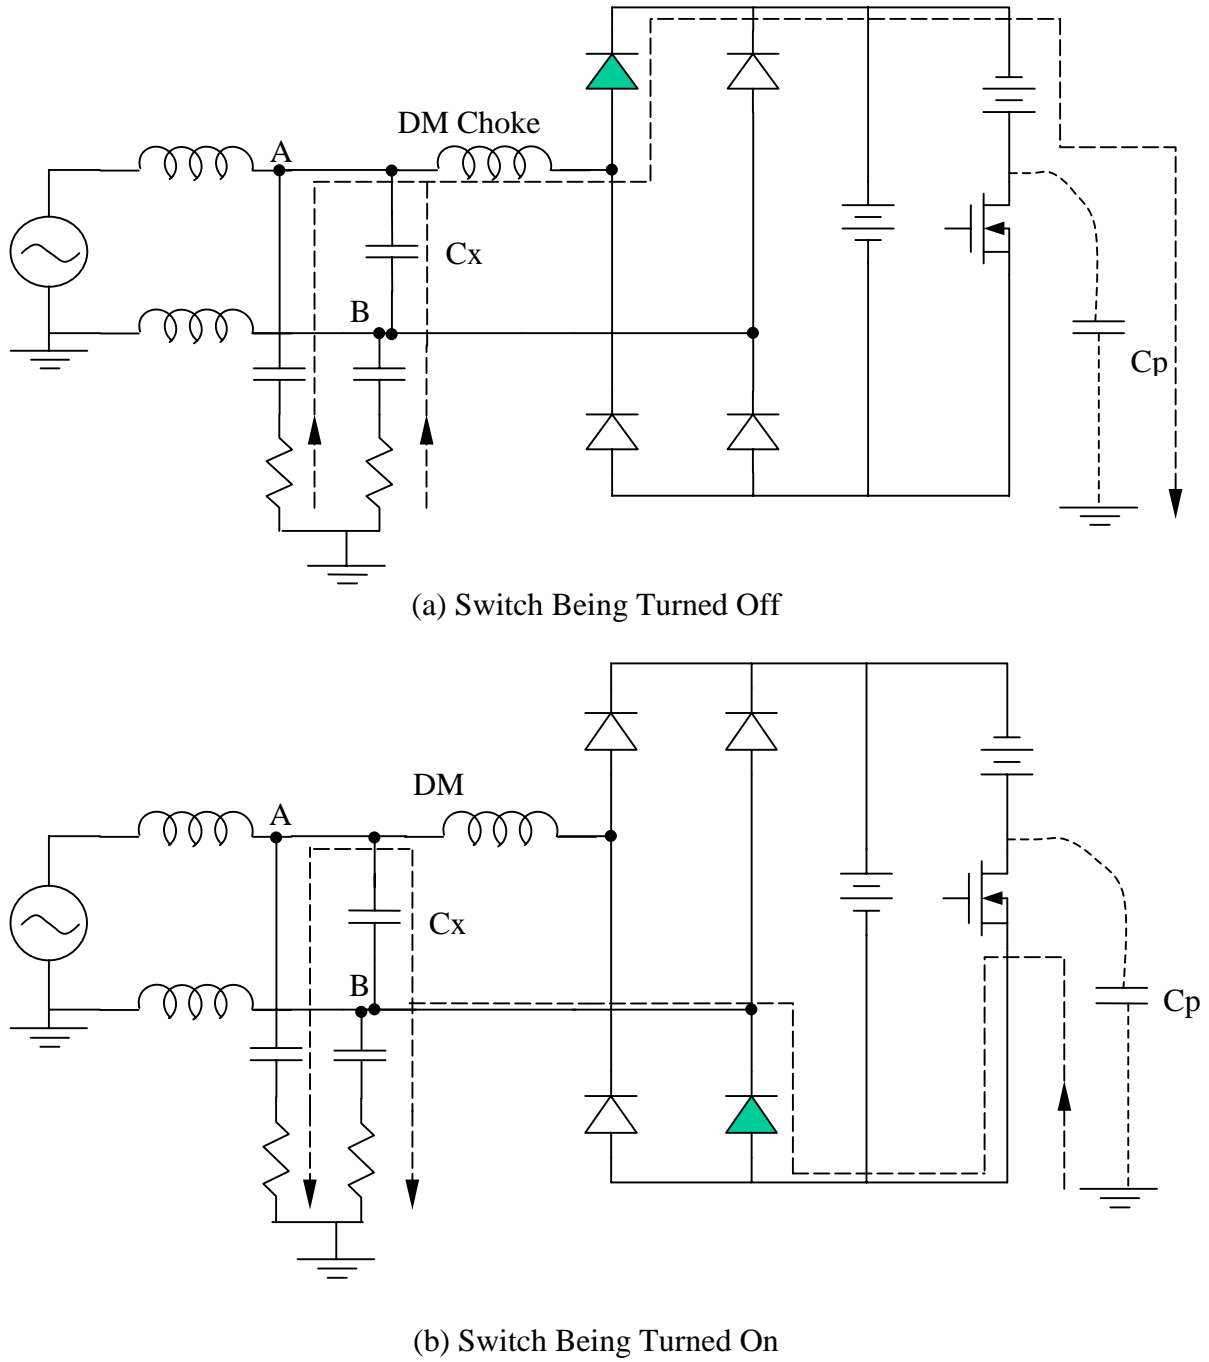 DM Choke
A
Cx
B
Cp
(a) Switch Being Turned Off
DM
A
Cx
B
Cp
(b) Switch Being Turned On